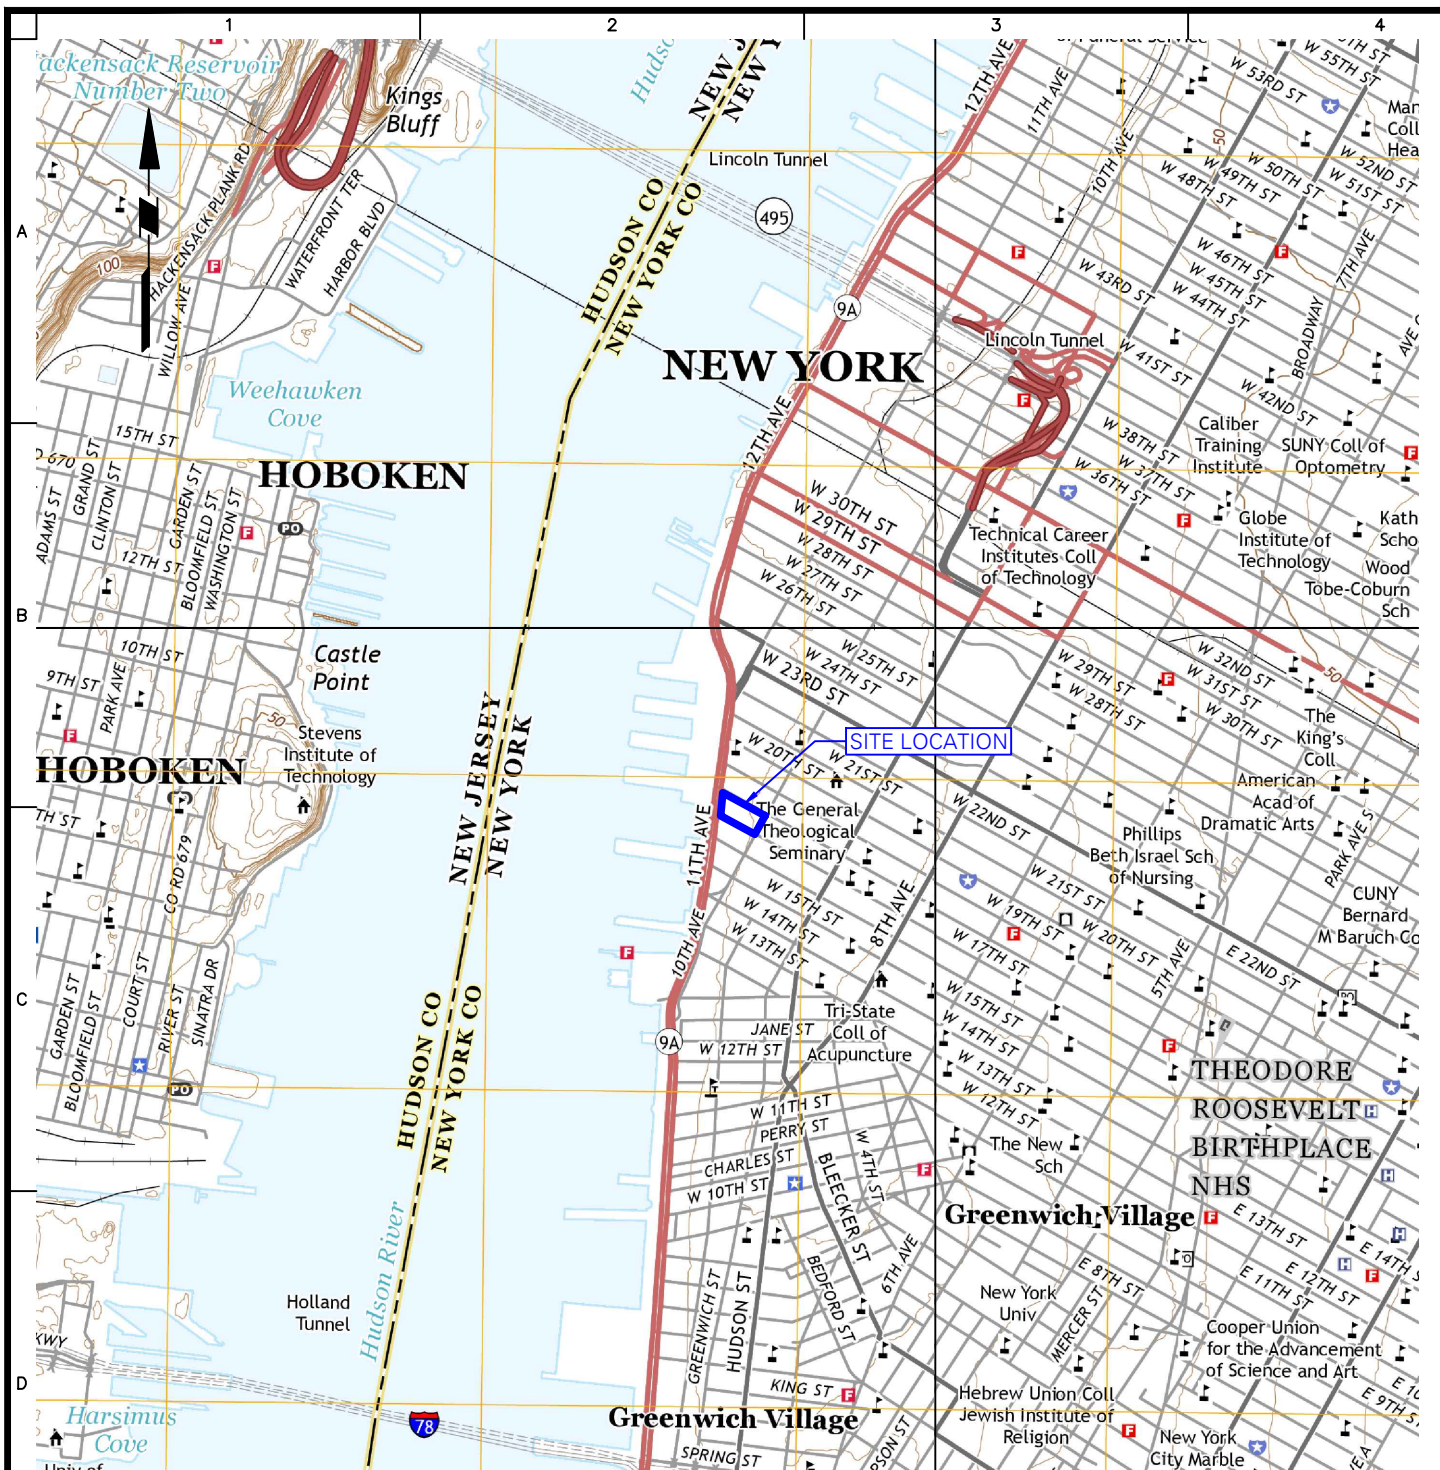 1
2
3
4
A
B
C
D
Hackensack Reservoir
Number Two
Kings
Bluff
HACKENSACK PLANK RD
WATERFRONT TER
HARBOR BLVD
WILLOW AVE
100
Weehawken
Cove
Lincoln Tunnel
495
NEW YORK
HUDSON CO
NEW YORK CO
9A
12TH AVE
11TH AVE
10TH AVE
Lincoln Tunnel
W 55TH ST
W 53RD ST
W 52ND ST
W 51ST ST
W 50TH ST
W 49TH ST
W 48TH ST
W 46TH ST
W 45TH ST
W 44TH ST
W 43RD ST
W 42ND ST
W 41ST ST
50
7TH AVE
BROADWAY
W 38TH ST
W 37TH ST
W 36TH ST
Caliber
Training
Institute
SUNY Coll of
Optometry
Globe
Institute of
Technology
Technical Career
Institutes Coll
of Technology
Wood
Tobe-Coburn
Sch
15TH ST
HOBOKEN
GRAND ST
ADAMS ST
CLINTON ST
GARDEN ST
BLOOMFIELD ST
WASHINGTON ST
12TH ST
PO
12TH AVE
W 30TH ST
W 29TH ST
W 28TH ST
W 27TH ST
W 26TH ST
10TH ST
9TH ST
PARK AVE
Castle
Point
50
Stevens
Institute of
Technology
HOBOKEN
NEW JERSEY
NEW YORK
W 25TH ST
W 24TH ST
W 23RD ST
W 20TH ST
W 21ST ST
SITE LOCATION
The General
Theological
Seminary
W 32ND ST
W 31ST ST
W 30TH ST
W 29TH ST
W 28TH ST
50
The
King's
Coll
American
Acad of
Dramatic Arts
W 22ND ST
Phillips
Beth Israel Sch
of Nursing
PARK AVE S
CUNY
Bernard
M Baruch Co
W 21ST ST
W 20TH ST
W 19TH ST
W 17TH ST
W 15TH ST
W 14TH ST
W 13TH ST
W 12TH ST
E 22ND ST
5TH AVE
11TH AVE
10TH AVE
8TH AVE
W 15TH ST
W 14TH ST
W 13TH ST
CO RD 679
COURT ST
RIVER ST
SINATRA DR
GARDEN ST
BLOOMFIELD ST
PO
HUDSON CO
NEW YORK CO
9A
JANE ST
W 12TH ST
Tri-State
Coll of
Acupuncture
W 11TH ST
PERRY ST
CHARLES ST
W 10TH ST
W 4TH ST
BLEECKER ST
BEDFORD ST
6TH AVE
GREENWICH ST
HUDSON ST
KING ST
SPRING ST
The New
Sch
THEODORE
ROOSEVELT
BIRTHPLACE
NHS
Greenwich Village
E 14TH S
E 13TH ST
E 12TH ST
E 11TH ST
E 8TH ST
E 9TH ST
MERCER ST
New York
Univ
Cooper Union
for the Advancement
of Science and Art
Hebrew Union Coll
Jewish Institute of
Religion
New York
City Marble
Greenwich Village
Hudson River
Holland
Tunnel
78
Harsimus
Cove
Univ of